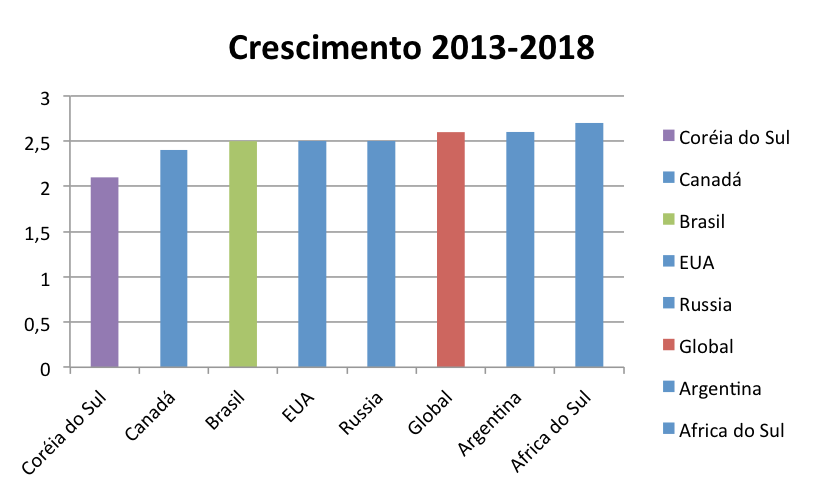 Crescimento 2013-2018
3
2,5
2
1,5
1
0,5
0
Coréia do Sul
Canadá
Brasil
EUA
Russia
Global
Argentina
Africa do Sul
Coréia do Sul
Canadá
Brasil
EUA
Russia
Global
Argentina
Africa do Sul